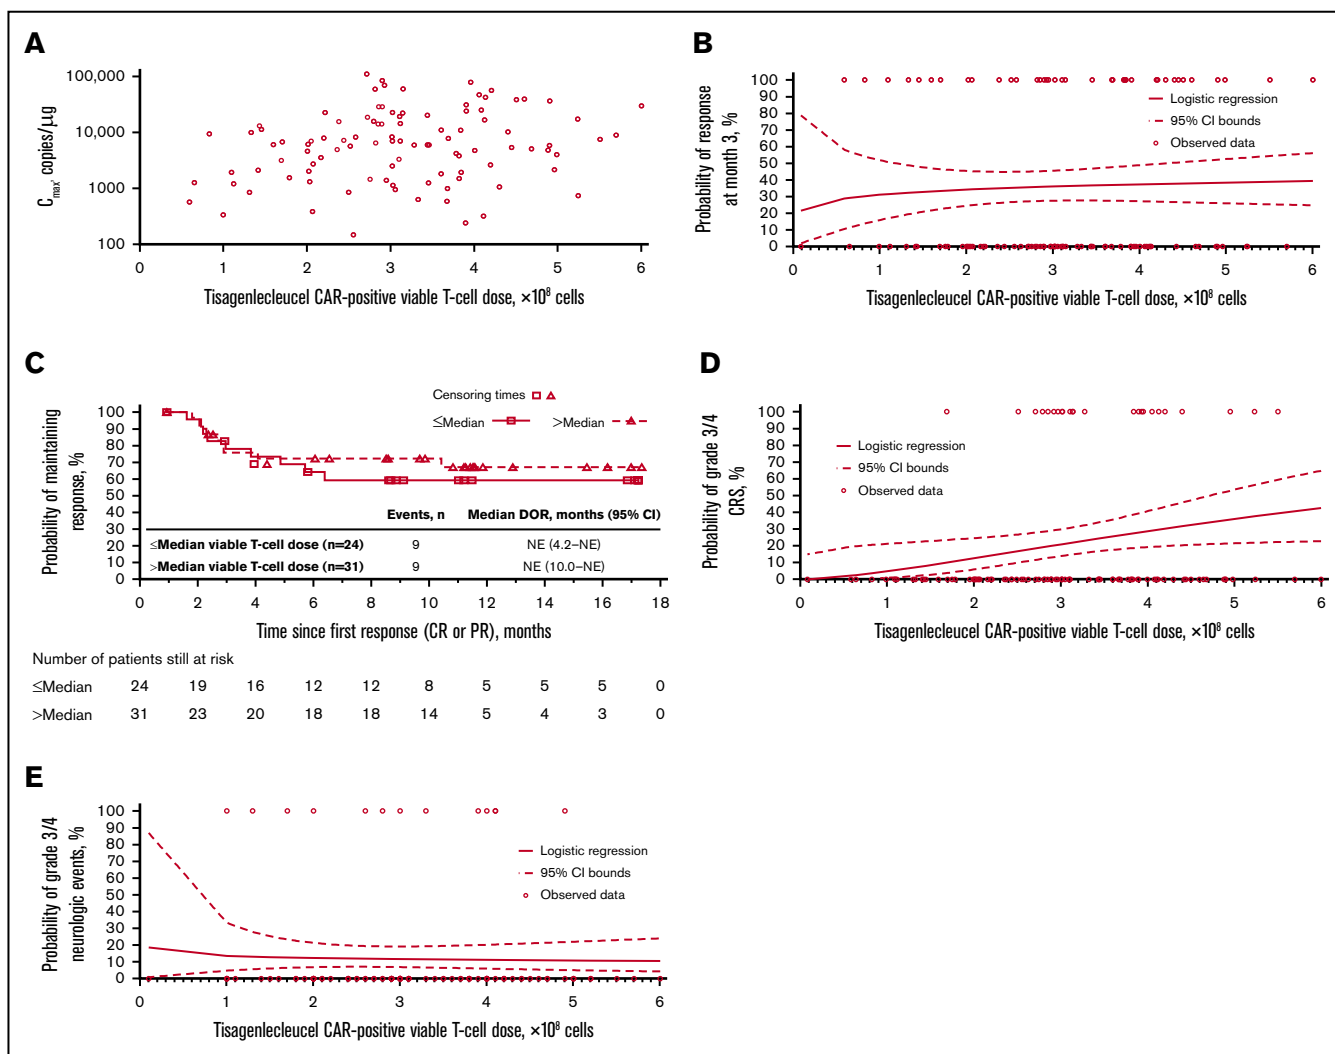 A
C_max, copies/µg
100,000
10,000
1000
100
0 1 2 3 4 5 6
Tisagenlecleucel CAR-positive viable T-cell dose, ×10⁸ cells
B
Probability of response
at month 3, %
100
90
80
70
60
50
40
30
20
10
0
Logistic regression
95% CI bounds
Observed data
0 1 2 3 4 5 6
Tisagenlecleucel CAR-positive viable T-cell dose, ×10⁸ cells
C
Probability of maintaining
response, %
100
90
80
70
60
50
40
30
20
10
0
Censoring times
≤Median >Median
Events, n Median DOR, months (95% CI)
≤Median viable T-cell dose (n=24) 9 NE (4.2–NE)
>Median viable T-cell dose (n=31) 9 NE (10.0–NE)
0 2 4 6 8 10 12 14 16 18
Time since first response (CR or PR), months
Number of patients still at risk
≤Median 24 19 16 12 12 8 5 5 5 0
>Median 31 23 20 18 18 14 5 4 3 0
D
Probability of grade 3/4
CRS, %
100
90
80
70
60
50
40
30
20
10
0
Logistic regression
95% CI bounds
Observed data
0 1 2 3 4 5 6
Tisagenlecleucel CAR-positive viable T-cell dose, ×10⁸ cells
E
Probability of grade 3/4
neurologic events, %
100
90
80
70
60
50
40
30
20
10
0
Logistic regression
95% CI bounds
Observed data
0 1 2 3 4 5 6
Tisagenlecleucel CAR-positive viable T-cell dose, ×10⁸ cells